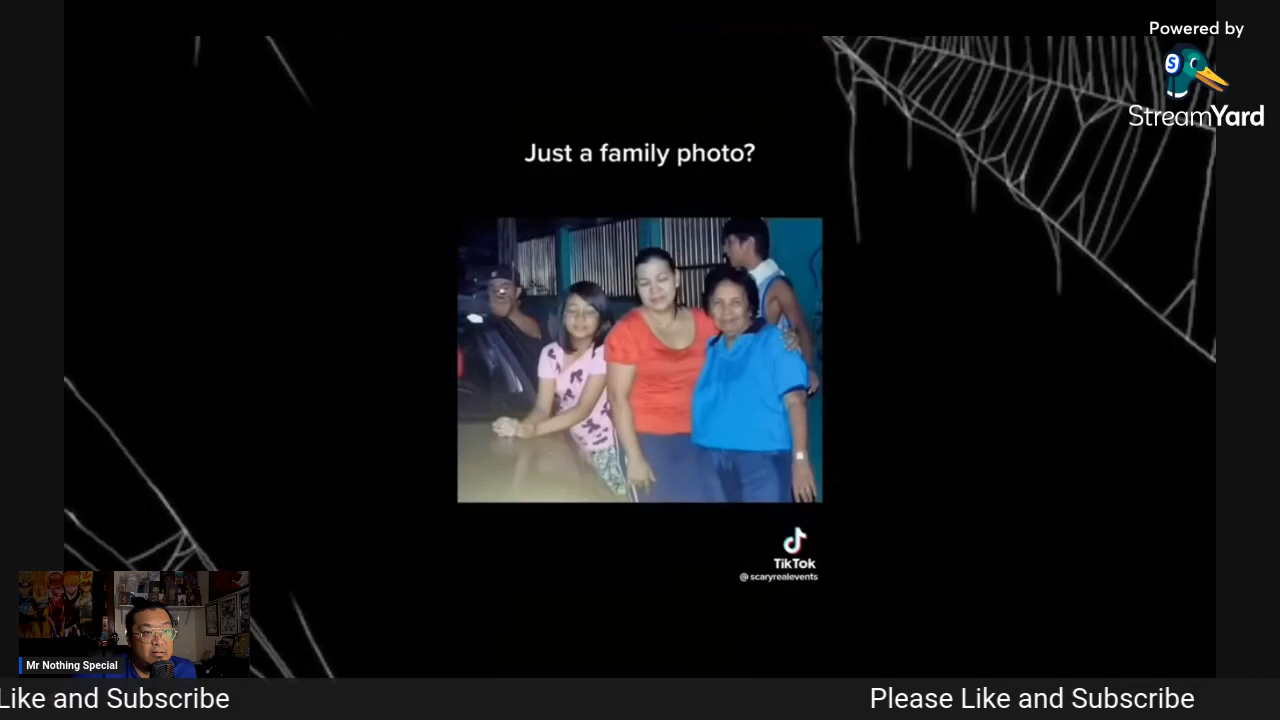 Powered by
S
StreamYard
Just a family photo?
TikTok
@scaryrealevents
Mr Nothing Special
Like and Subscribe
Please Like and Subscribe